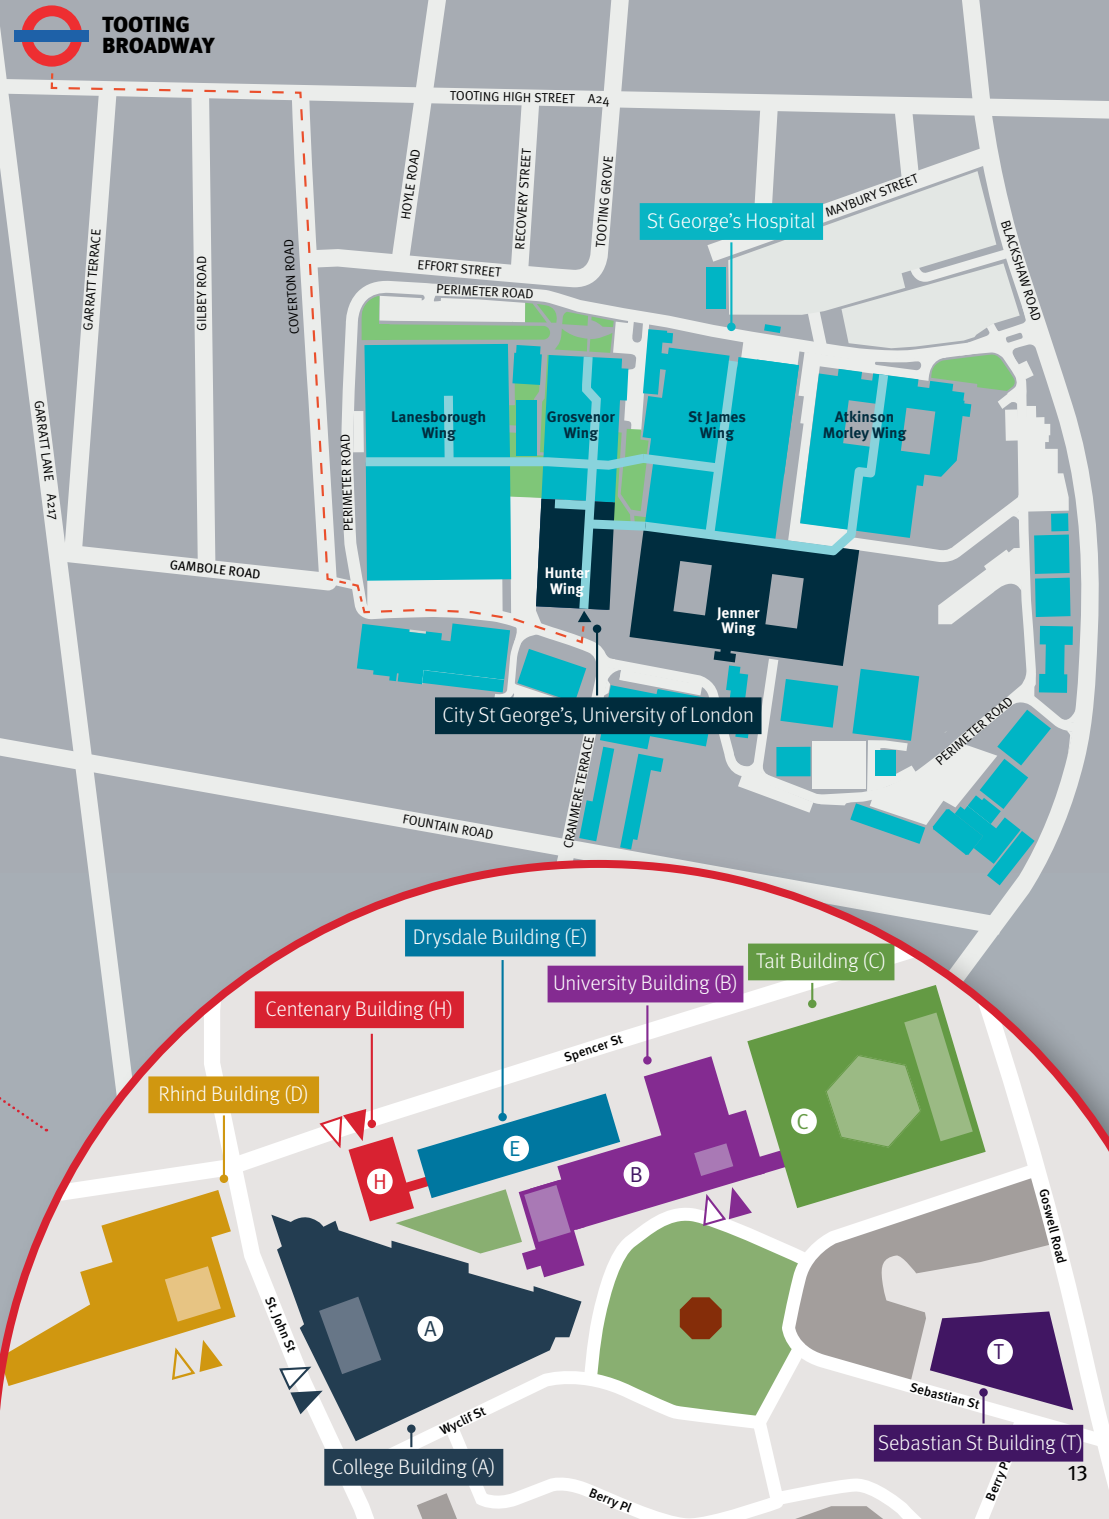 TOOTING
BROADWAY
TOOTING HIGH STREET A24
HOYLE ROAD
RECOVERY STREET
TOOTING GROVE
MAYBURY STREET
St George's Hospital
BLACKSHAW ROAD
GARRATT TERRACE
GILBEY ROAD
COVERTON ROAD
EFFORT STREET
PERIMETER ROAD
GARRATT LANE A217
PERIMETER ROAD
Lanesborough
Wing
Grosvenor
Wing
St James
Wing
Atkinson
Morley Wing
GAMBOLE ROAD
Hunter
Wing
Jenner
Wing
City St George's, University of London
PERIMETER ROAD
CRANMERE TERRACE
FOUNTAIN ROAD
Drysdale Building (E)
Tait Building (C)
University Building (B)
Centenary Building (H)
Spencer St
Rhind Building (D)
C
E
B
H
Goswell Road
St. John St
A
T
Sebastian St
Wyclif St
Sebastian St Building (T)
College Building (A)
13
Berry Pl
Berry P